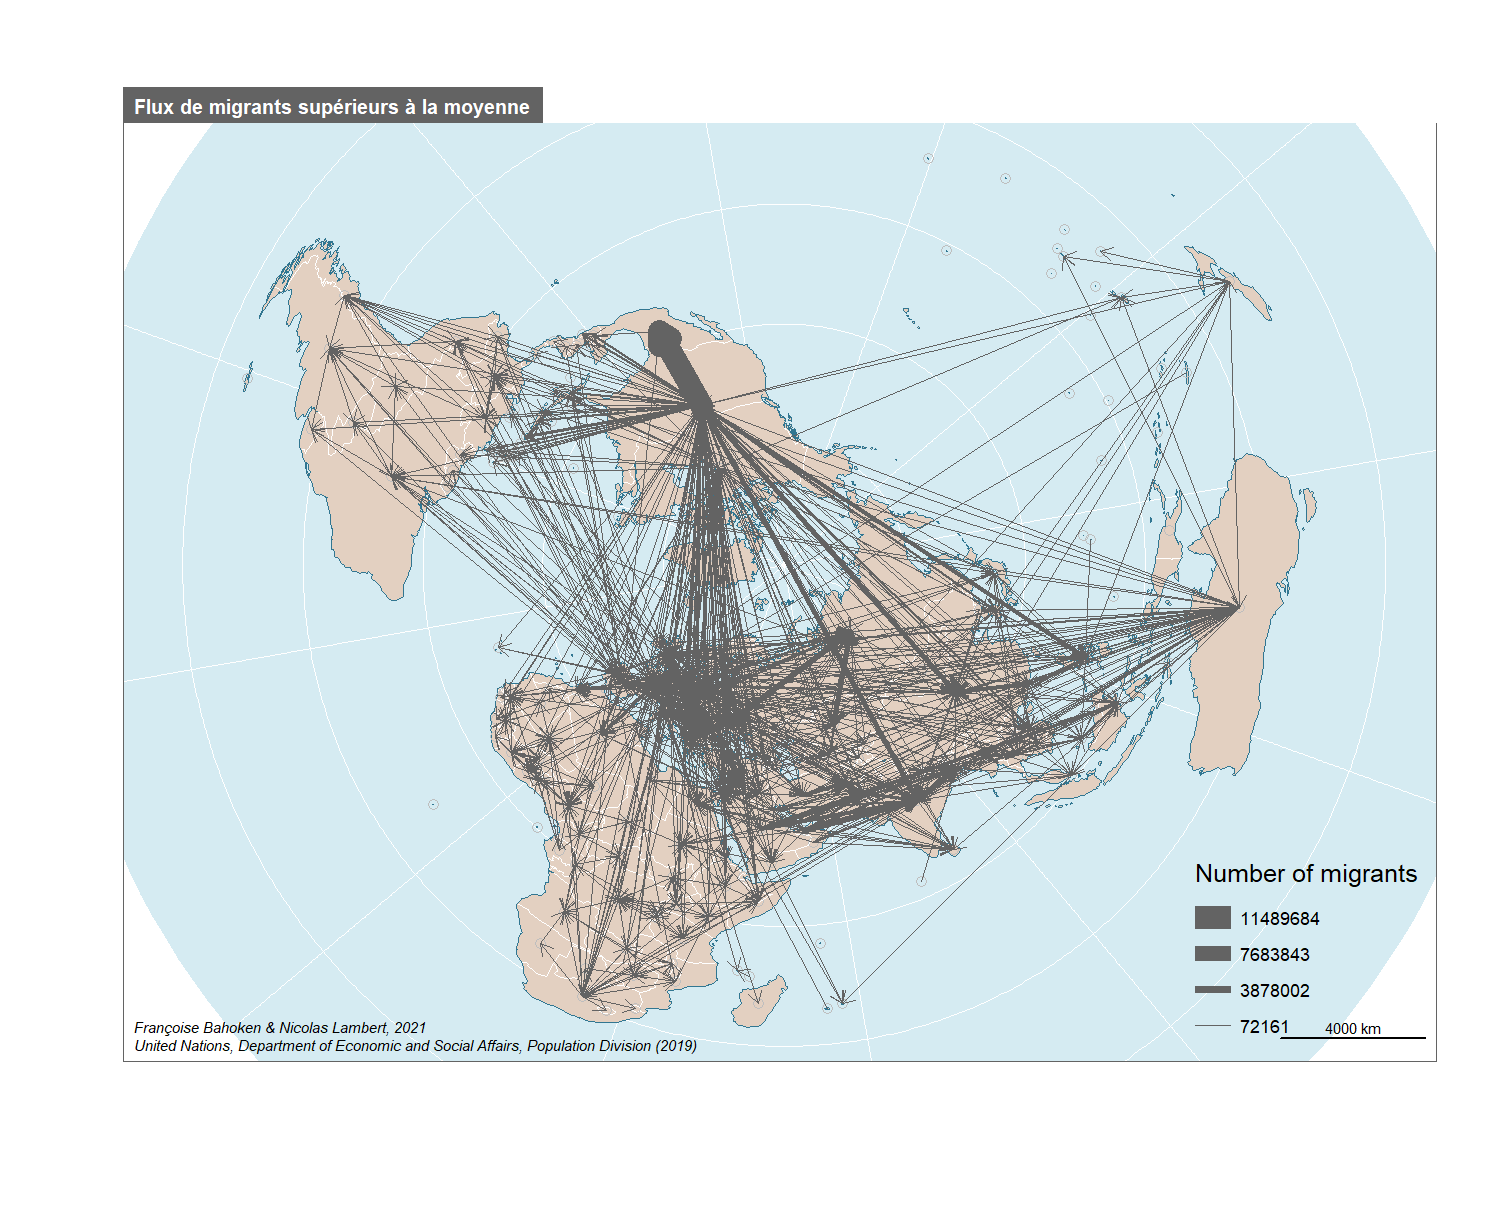 Flux de migrants supérieurs à la moyenne
Number of migrants
11489684
7683843
3878002
72161
4000 km
Françoise Bahoken & Nicolas Lambert, 2021
United Nations, Department of Economic and Social Affairs, Population Division (2019)